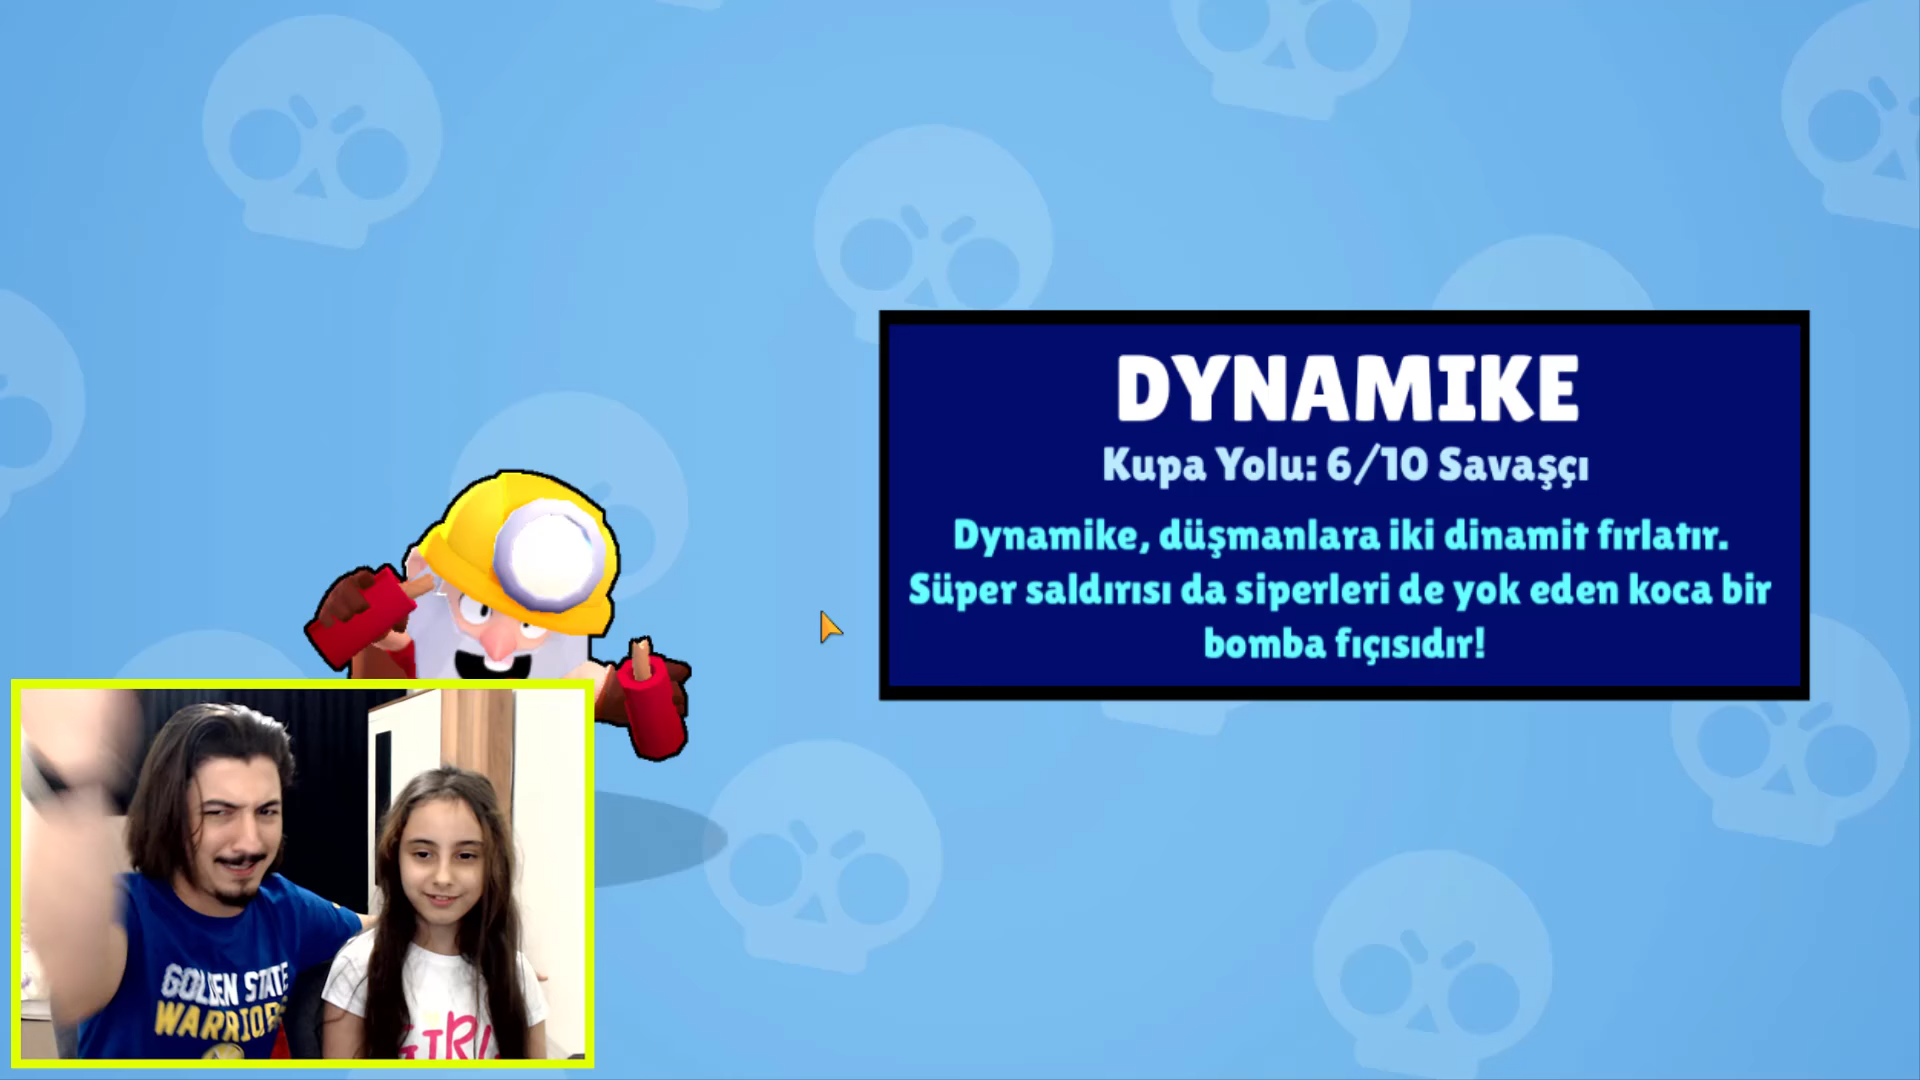 DYNAMIKE
Kupa Yolu: 6/10 Savaşçı
Dynamike, düşmanlara iki dinamit fırlatır.
Süper saldırısı da siperleri de yok eden koca bir
bomba fıçısıdır!
GOLDEN STATE
WARRIORS
GIRL